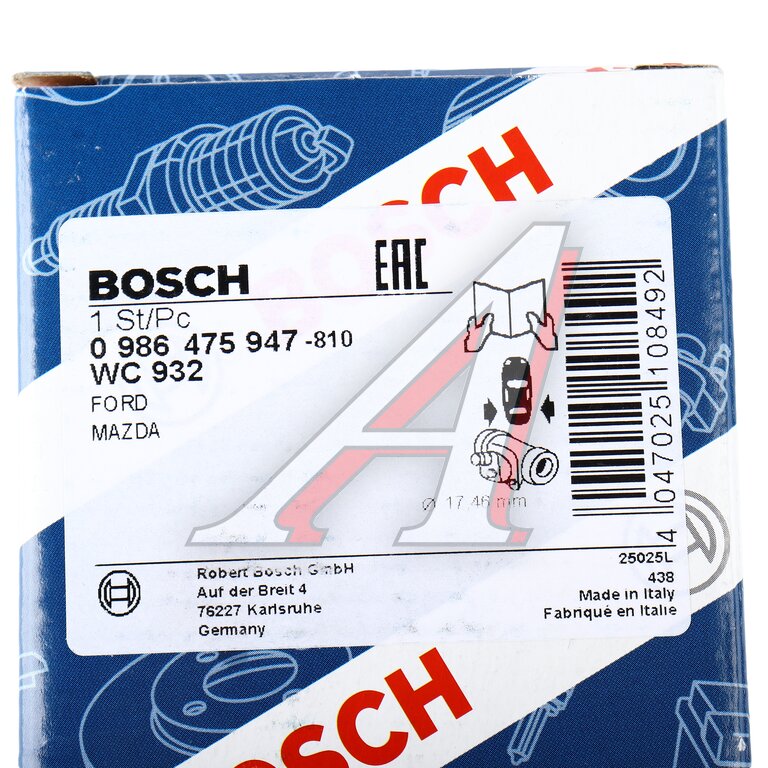 BOSCH
BOSCH
EAC
1 St/Pc
0 986 475 947 -810
WC 932
FORD
MAZDA
Ø 17,46 mm
4 047025 108492
Robert Bosch GmbH
Auf der Breit 4
76227 Karlsruhe
Germany
25025L
438
Made in Italy
Fabriqué en Italie
BOSCH